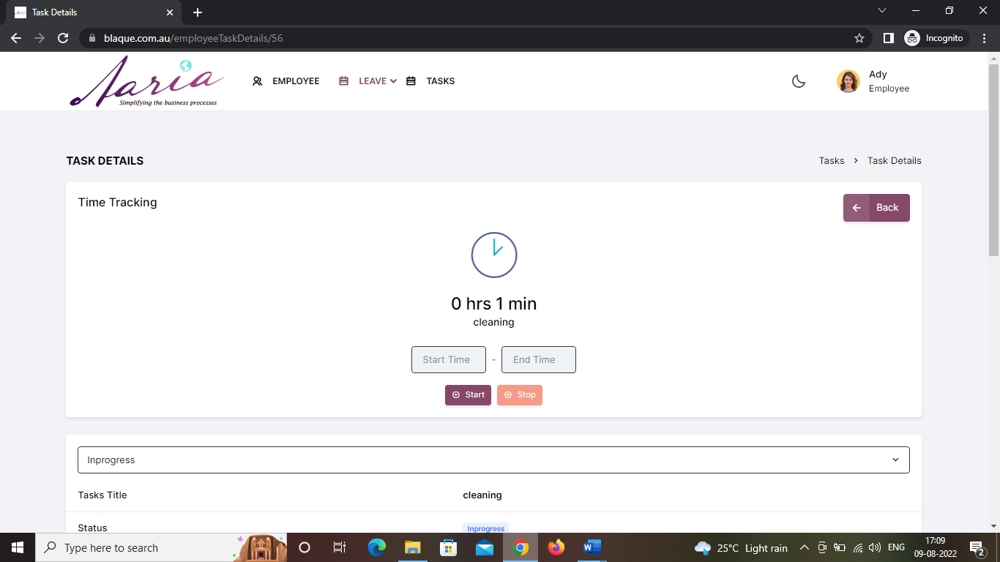 Task Details
blaque.com.au/employeeTaskDetails/56
Incognito
Aaria
Simplifying the business processes
EMPLOYEE LEAVE TASKS
Ady
Employee
TASK DETAILS
Tasks > Task Details
Time Tracking
Back
0 hrs 1 min
cleaning
Start Time - End Time
Start Stop
Inprogress
Tasks Title cleaning
Status Inprogress
Type here to search
25°C Light rain
ENG
17:09
09-08-2022
2